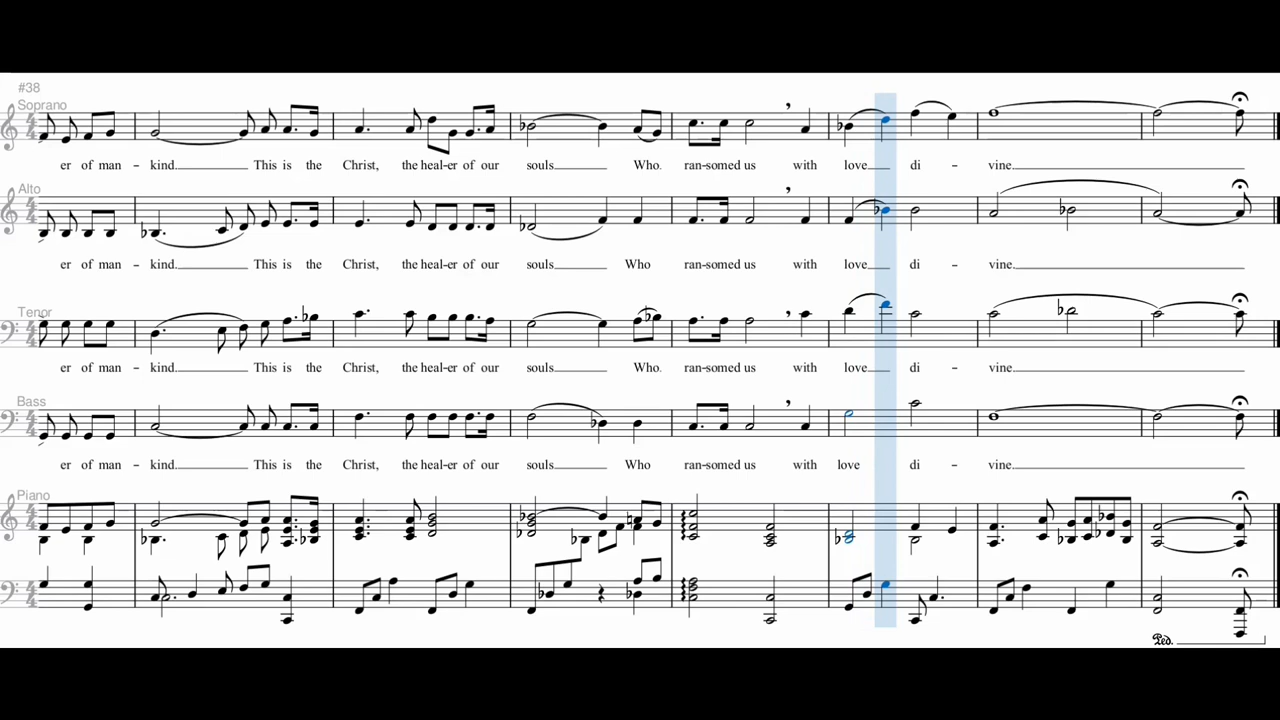 #38
Soprano
er of man – kind. This is the Christ, the heal–er of our souls Who. ran–somed us with love di – vine.
Alto
er of man – kind. This is the Christ, the heal–er of our souls Who ran–somed us with love di – vine.
Tenor
er of man – kind. This is the Christ, the heal–er of our souls Who. ran–somed us with love di – vine.
Bass
er of man – kind. This is the Christ, the heal–er of our souls Who ran–somed us with love di – vine.
Piano
Ped.